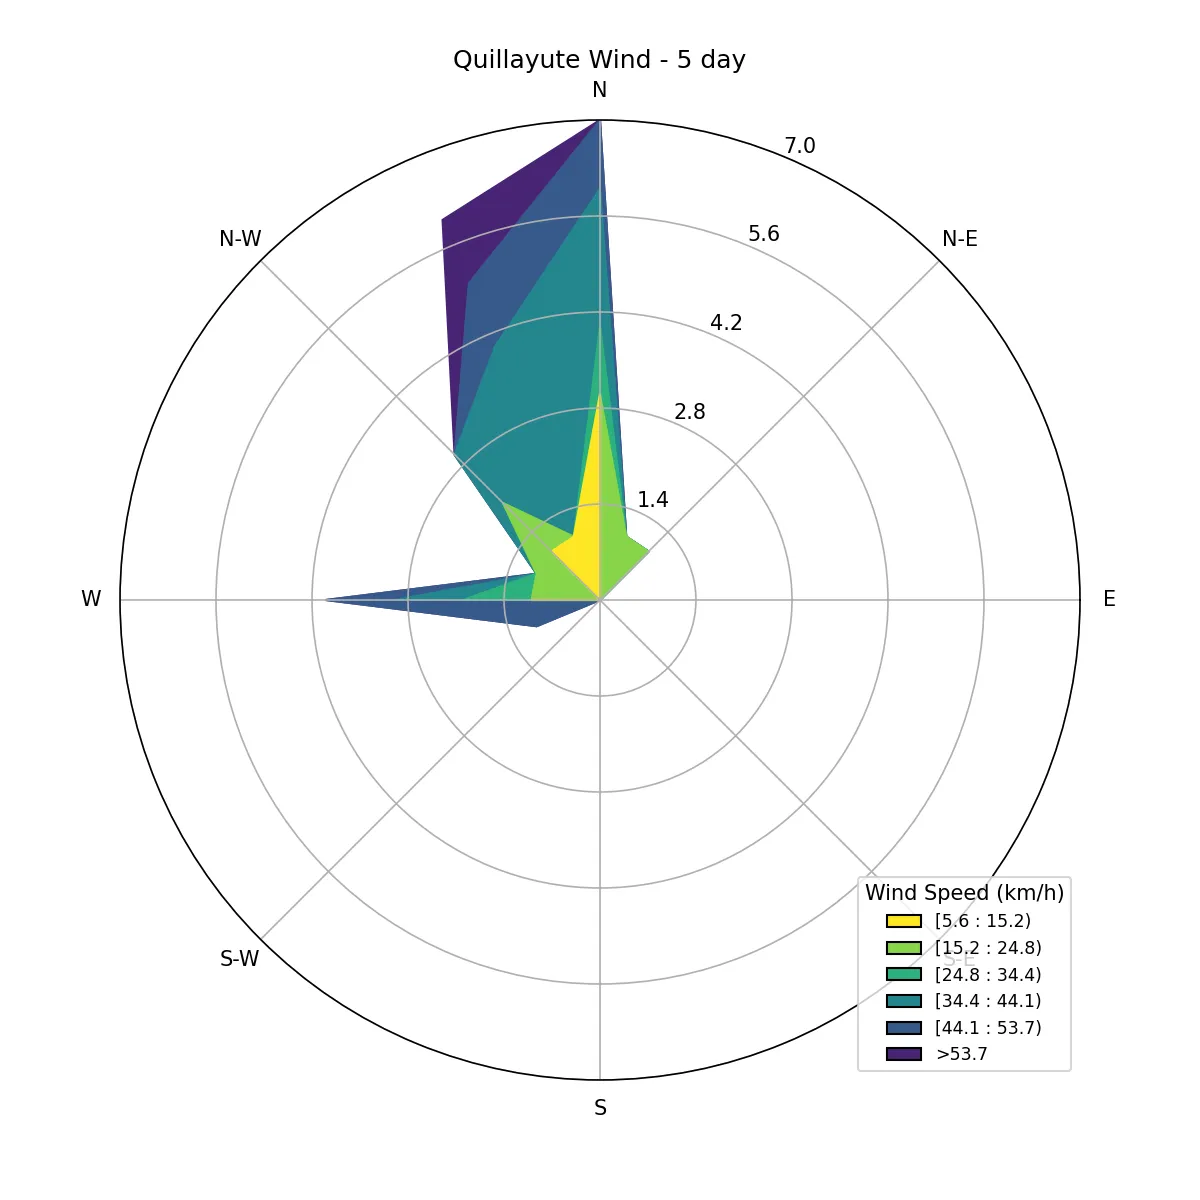 Quillayute Wind - 5 day
N
7.0
N-W
N-E
5.6
4.2
2.8
1.4
W
E
Wind Speed (km/h)
[5.6 : 15.2)
[15.2 : 24.8)
S-W
S-E
[24.8 : 34.4)
[34.4 : 44.1)
[44.1 : 53.7)
>53.7
S